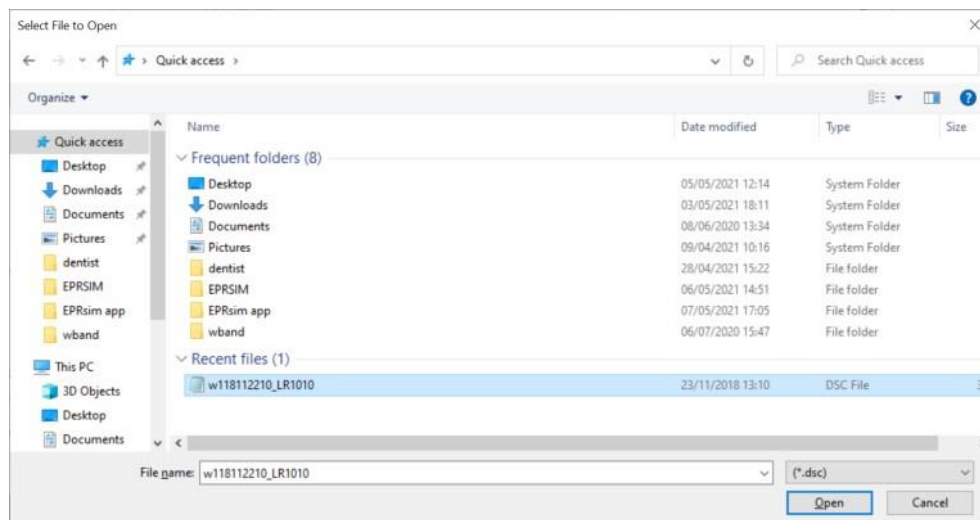 Select File to Open
Quick access
Search Quick access
Organize
Name Date modified Type Size
Quick access
Desktop
Downloads
Documents
Pictures
dentist
EPRSIM
EPRsim app
wband
This PC
3D Objects
Desktop
Documents
Frequent folders (8)
Desktop 05/05/2021 12:14 System Folder
Downloads 03/05/2021 18:11 System Folder
Documents 08/06/2020 13:34 System Folder
Pictures 09/04/2021 10:16 System Folder
dentist 28/04/2021 15:22 File folder
EPRSIM 06/05/2021 14:51 File folder
EPRsim app 07/05/2021 17:05 File folder
wband 06/07/2020 15:47 File folder
Recent files (1)
w118112210_LR1010 23/11/2018 13:10 DSC File
File name: w118112210_LR1010 (*.dsc)
Open Cancel